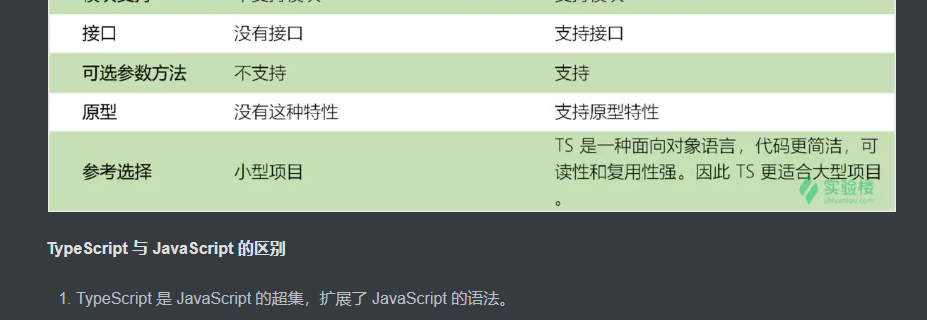 接口 没有接口 支持接口
可选参数方法 不支持 支持
原型 没有这种特性 支持原型特性
TS 是一种面向对象语言，代码更简洁，可
参考选择 小型项目 读性和复用性强。因此 TS 更适合大型项目
。
实验楼
shiyanlou.com
TypeScript 与 JavaScript 的区别
1. TypeScript 是 JavaScript 的超集，扩展了 JavaScript 的语法。